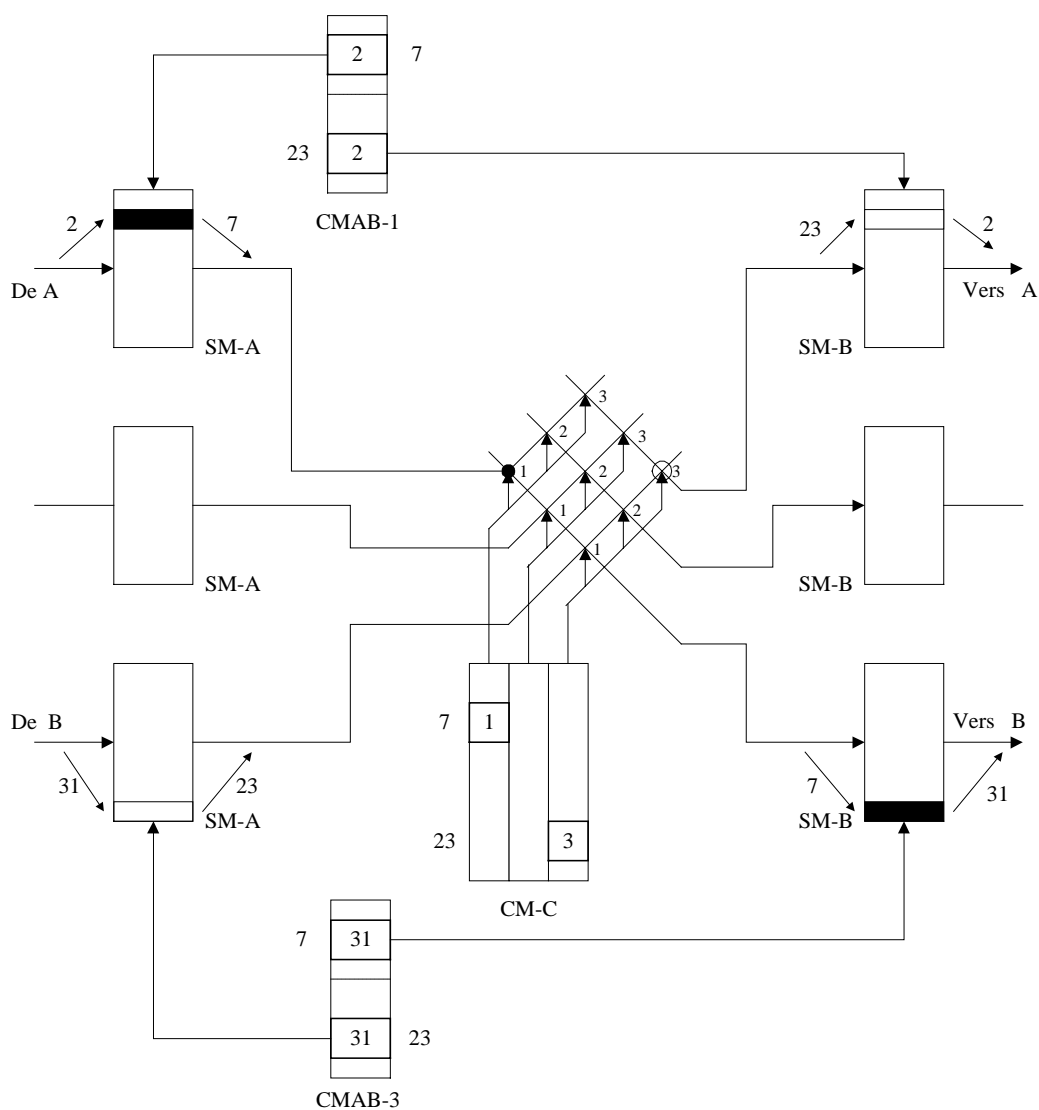 2 7
23 2
CMAB-1
2 7
23 2
De A
Vers A
SM-A
SM-B
3
2 3
1 2 3
1 2
1
SM-A
SM-B
De B
Vers B
7 1
31 23
7 31
SM-A
SM-B
23 3
CM-C
7 31
31 23
CMAB-3